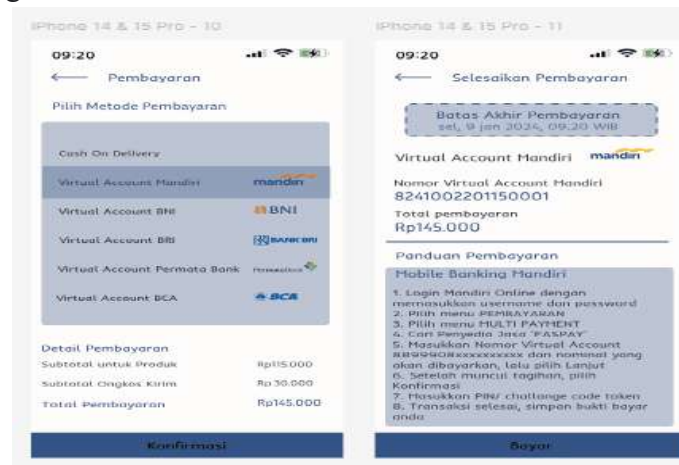 iPhone 14 & 15 Pro - 10
09:20
Pembayaran
Pilih Metode Pembayaran
Cash On Delivery
Virtual Account Mandiri mandiri
Virtual Account BNI BNI
Virtual Account BRI BANK BRI
Virtual Account Permata Bank PermataBank
Virtual Account BCA BCA
Detail Pembayaran
Subtotal untuk Produk Rp115.000
Subtotal Ongkos Kirim Rp 30.000
Total Pembayaran Rp145.000
Konfirmasi
iPhone 14 & 15 Pro - 11
09:20
Selesaikan Pembayaran
Batas Akhir Pembayaran
sel, 9 jan 2024, 09.20 WIB
Virtual Account Mandiri mandiri
Nomor Virtual Account Mandiri
8241002201150001
Total pembayaran
Rp145.000
Panduan Pembayaran
Mobile Banking Mandiri
1. Login Mandiri Online dengan
memasukkan username dan password
2. Pilih menu PEMBAYARAN
3. Pilih menu MULTI PAYMENT
4. Cari Penyedia Jasa "FASPAY"
5. Masukkan Nomor Virtual Account
dan nominal yang
akan dibayarkan, lalu pilih Lanjut
6. Setelah muncul tagihan, pilih
Konfirmasi
7. Masukkan PIN/ challange code token
8. Transaksi selesai, simpan bukti bayar
anda
Bayar